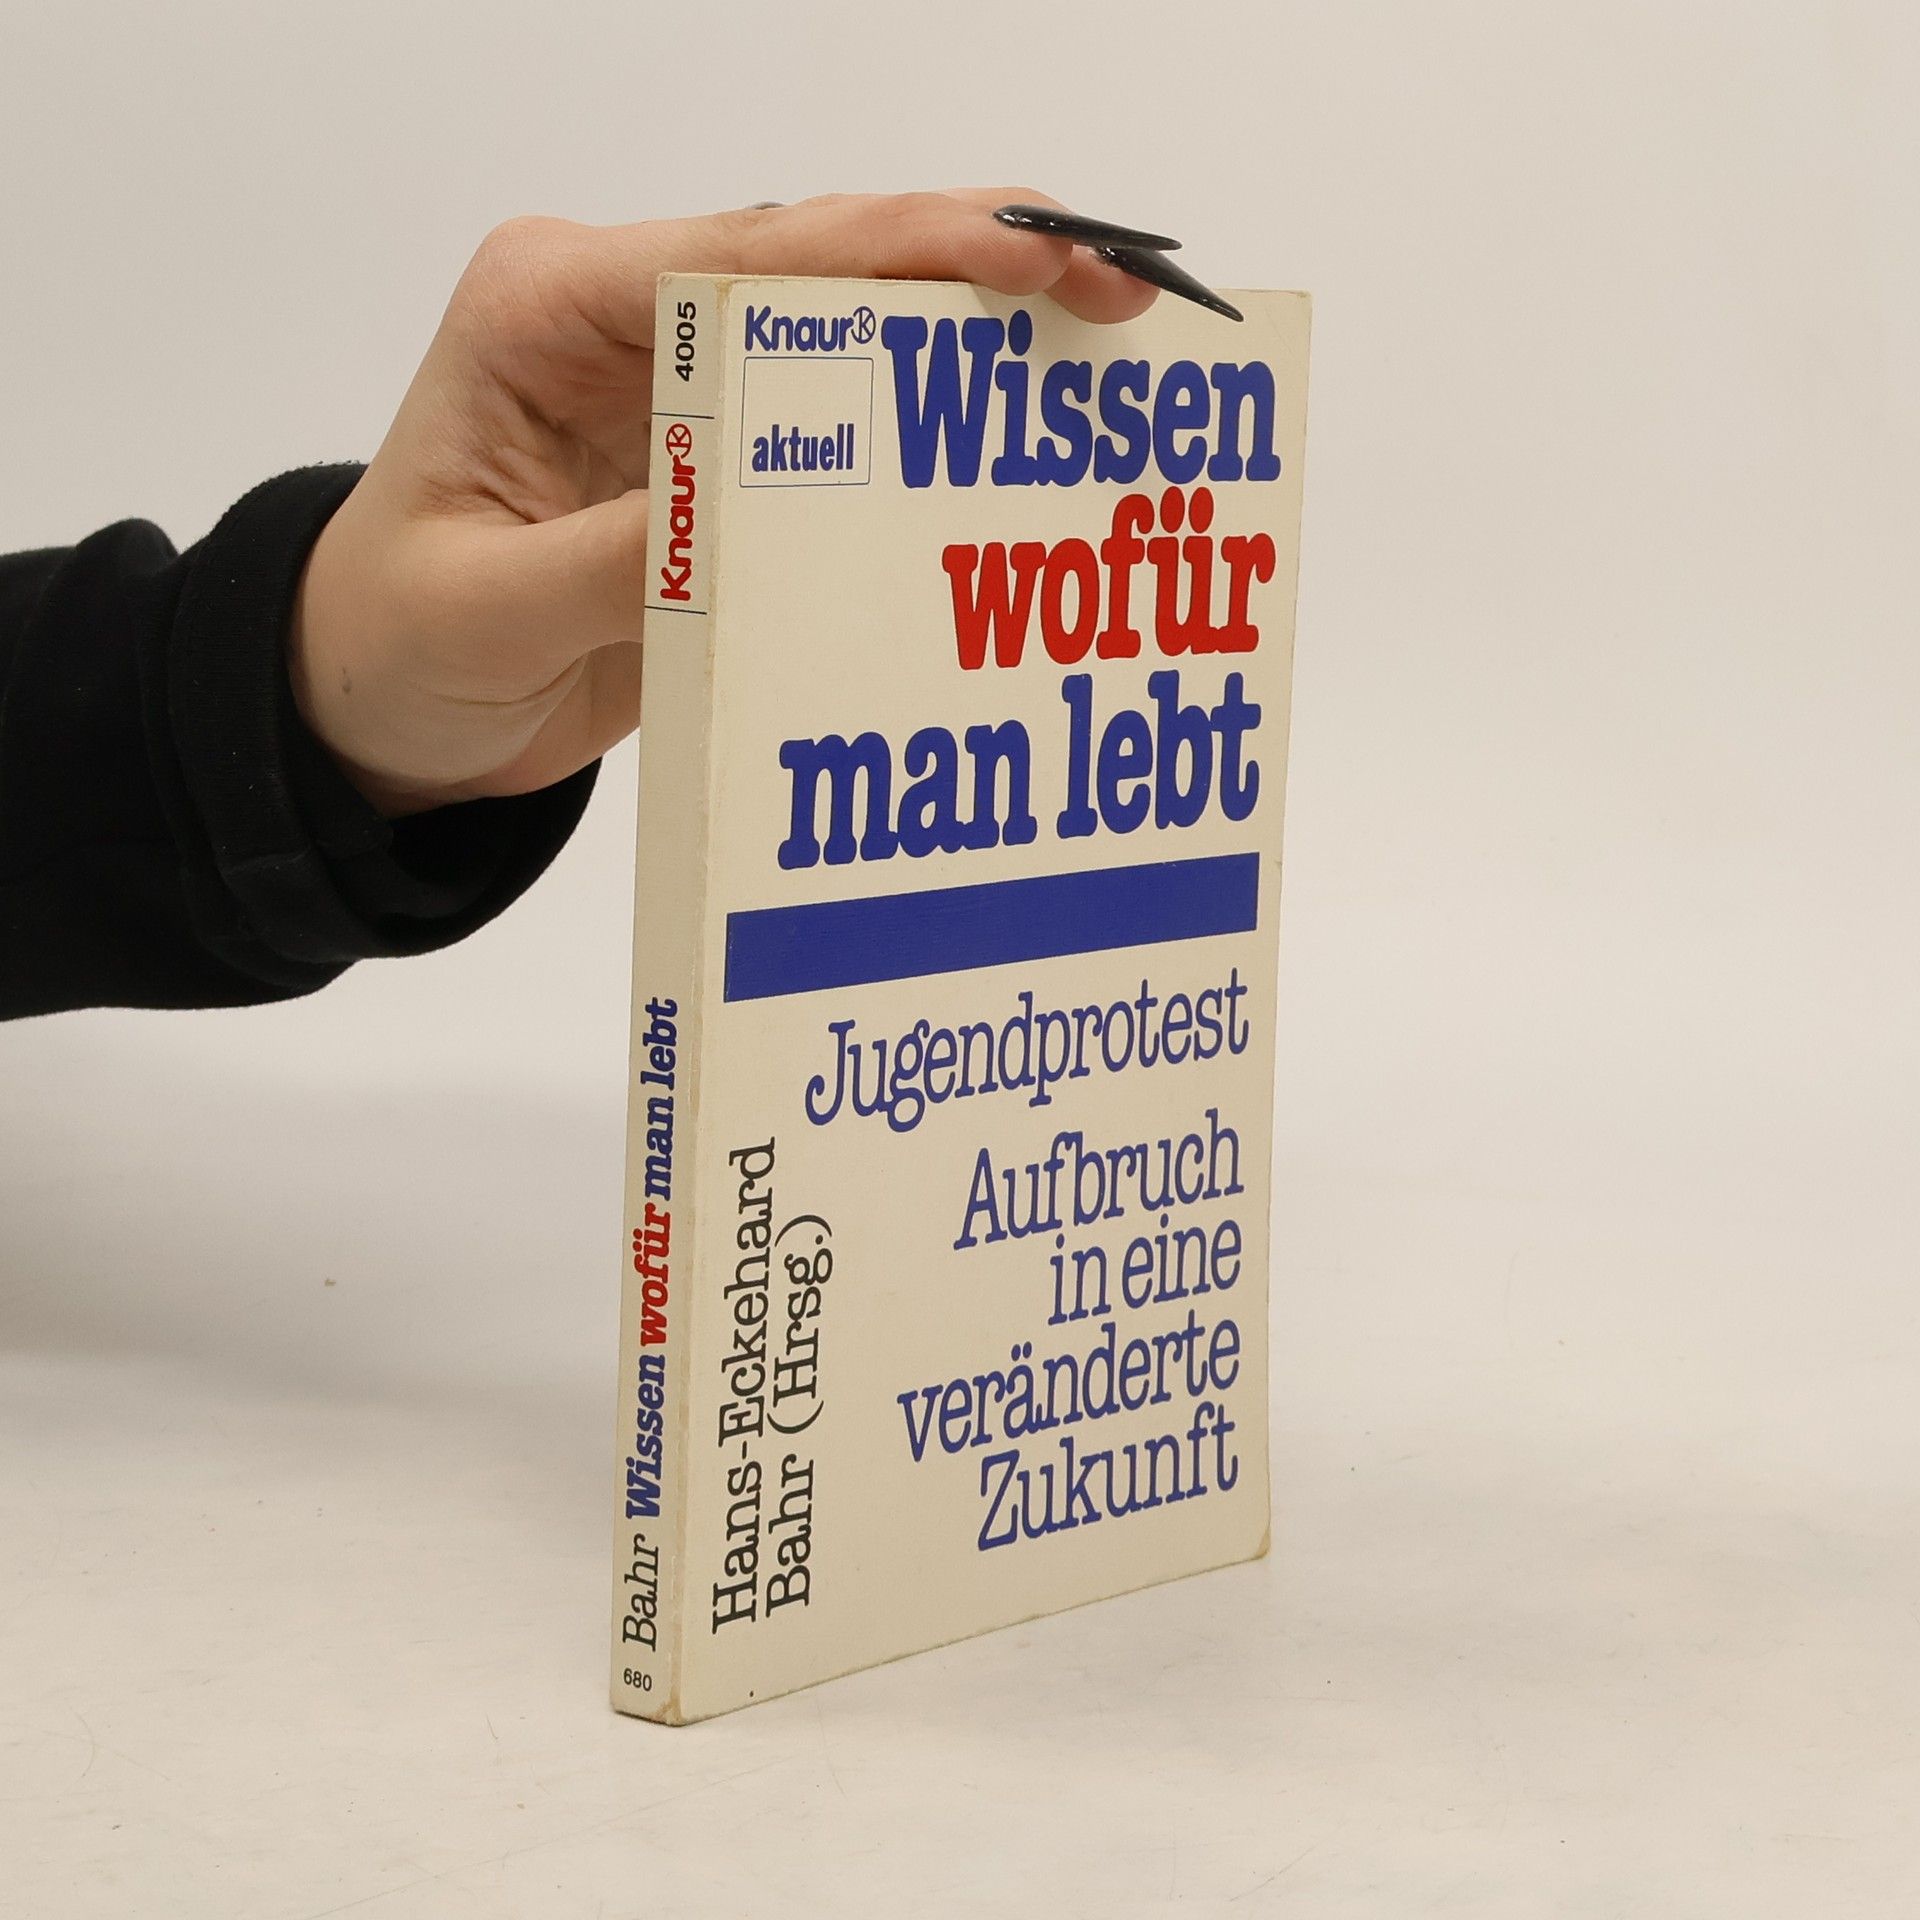 4005
Knaur
Bahr Wissen wofür man lebt
680
Knaur
aktuell
Wissen
wofür
man lebt
Jugendprotest
Aufbruch
in eine
veränderte
Zukunft
Hans-Eckehard
Bahr (Hrsg.)